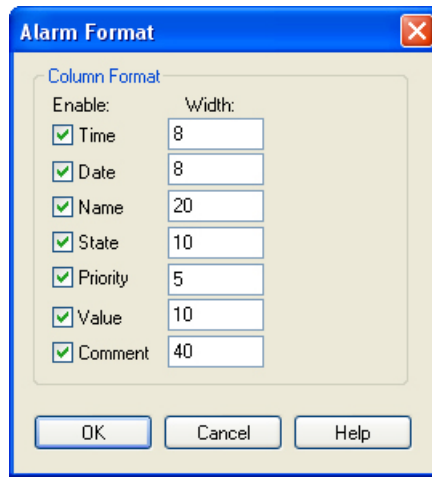 Alarm Format
Column Format
Enable: Width:
Time 8
Date 8
Name 20
State 10
Priority 5
Value 10
Comment 40
OK Cancel Help